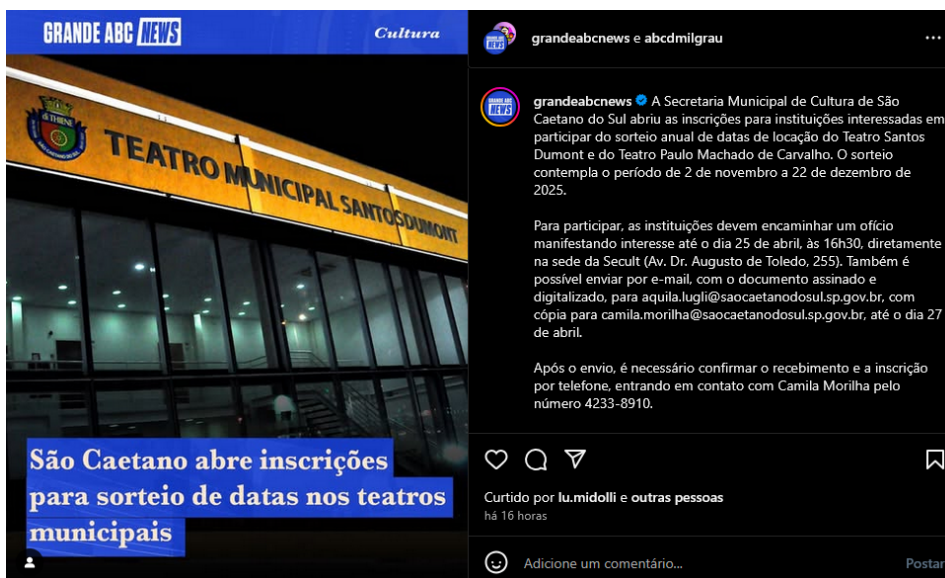 GRANDE ABC NEWS
Cultura
DI THIENE
TEATRO MUNICIPAL SANTOS DUMONT
São Caetano abre inscrições
para sorteio de datas nos teatros
municipais
grandeabcnews e abcdmilgrau
grandeabcnews A Secretaria Municipal de Cultura de São
Caetano do Sul abriu as inscrições para instituições interessadas em
participar do sorteio anual de datas de locação do Teatro Santos
Dumont e do Teatro Paulo Machado de Carvalho. O sorteio
contempla o período de 2 de novembro a 22 de dezembro de
2025.
Para participar, as instituições devem encaminhar um ofício
manifestando interesse até o dia 25 de abril, às 16h30, diretamente
na sede da Secult (Av. Dr. Augusto de Toledo, 255). Também é
possível enviar por e-mail, com o documento assinado e
digitalizado, para aquila.lugli@saocaetanodosul.sp.gov.br, com
cópia para camila.morilha@saocaetanodosul.sp.gov.br, até o dia 27
de abril.
Após o envio, é necessário confirmar o recebimento e a inscrição
por telefone, entrando em contato com Camila Morilha pelo
número 4233-8910.
Curtido por lu.midolli e outras pessoas
há 16 horas
Adicione um comentário...
Postar